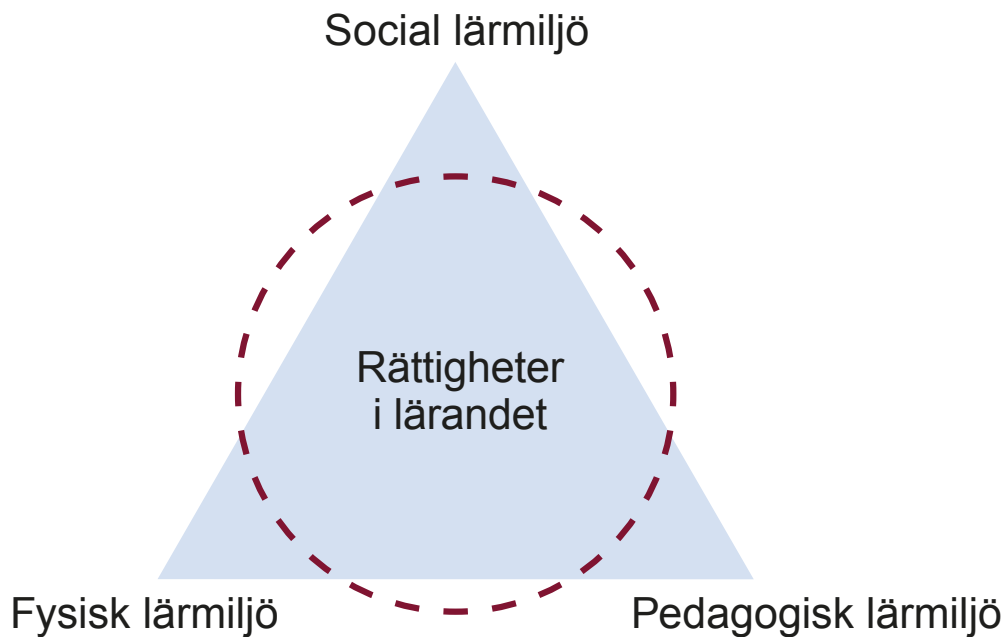 Social lärmiljö
Rättigheter
i lärandet
Fysisk lärmiljö
Pedagogisk lärmiljö